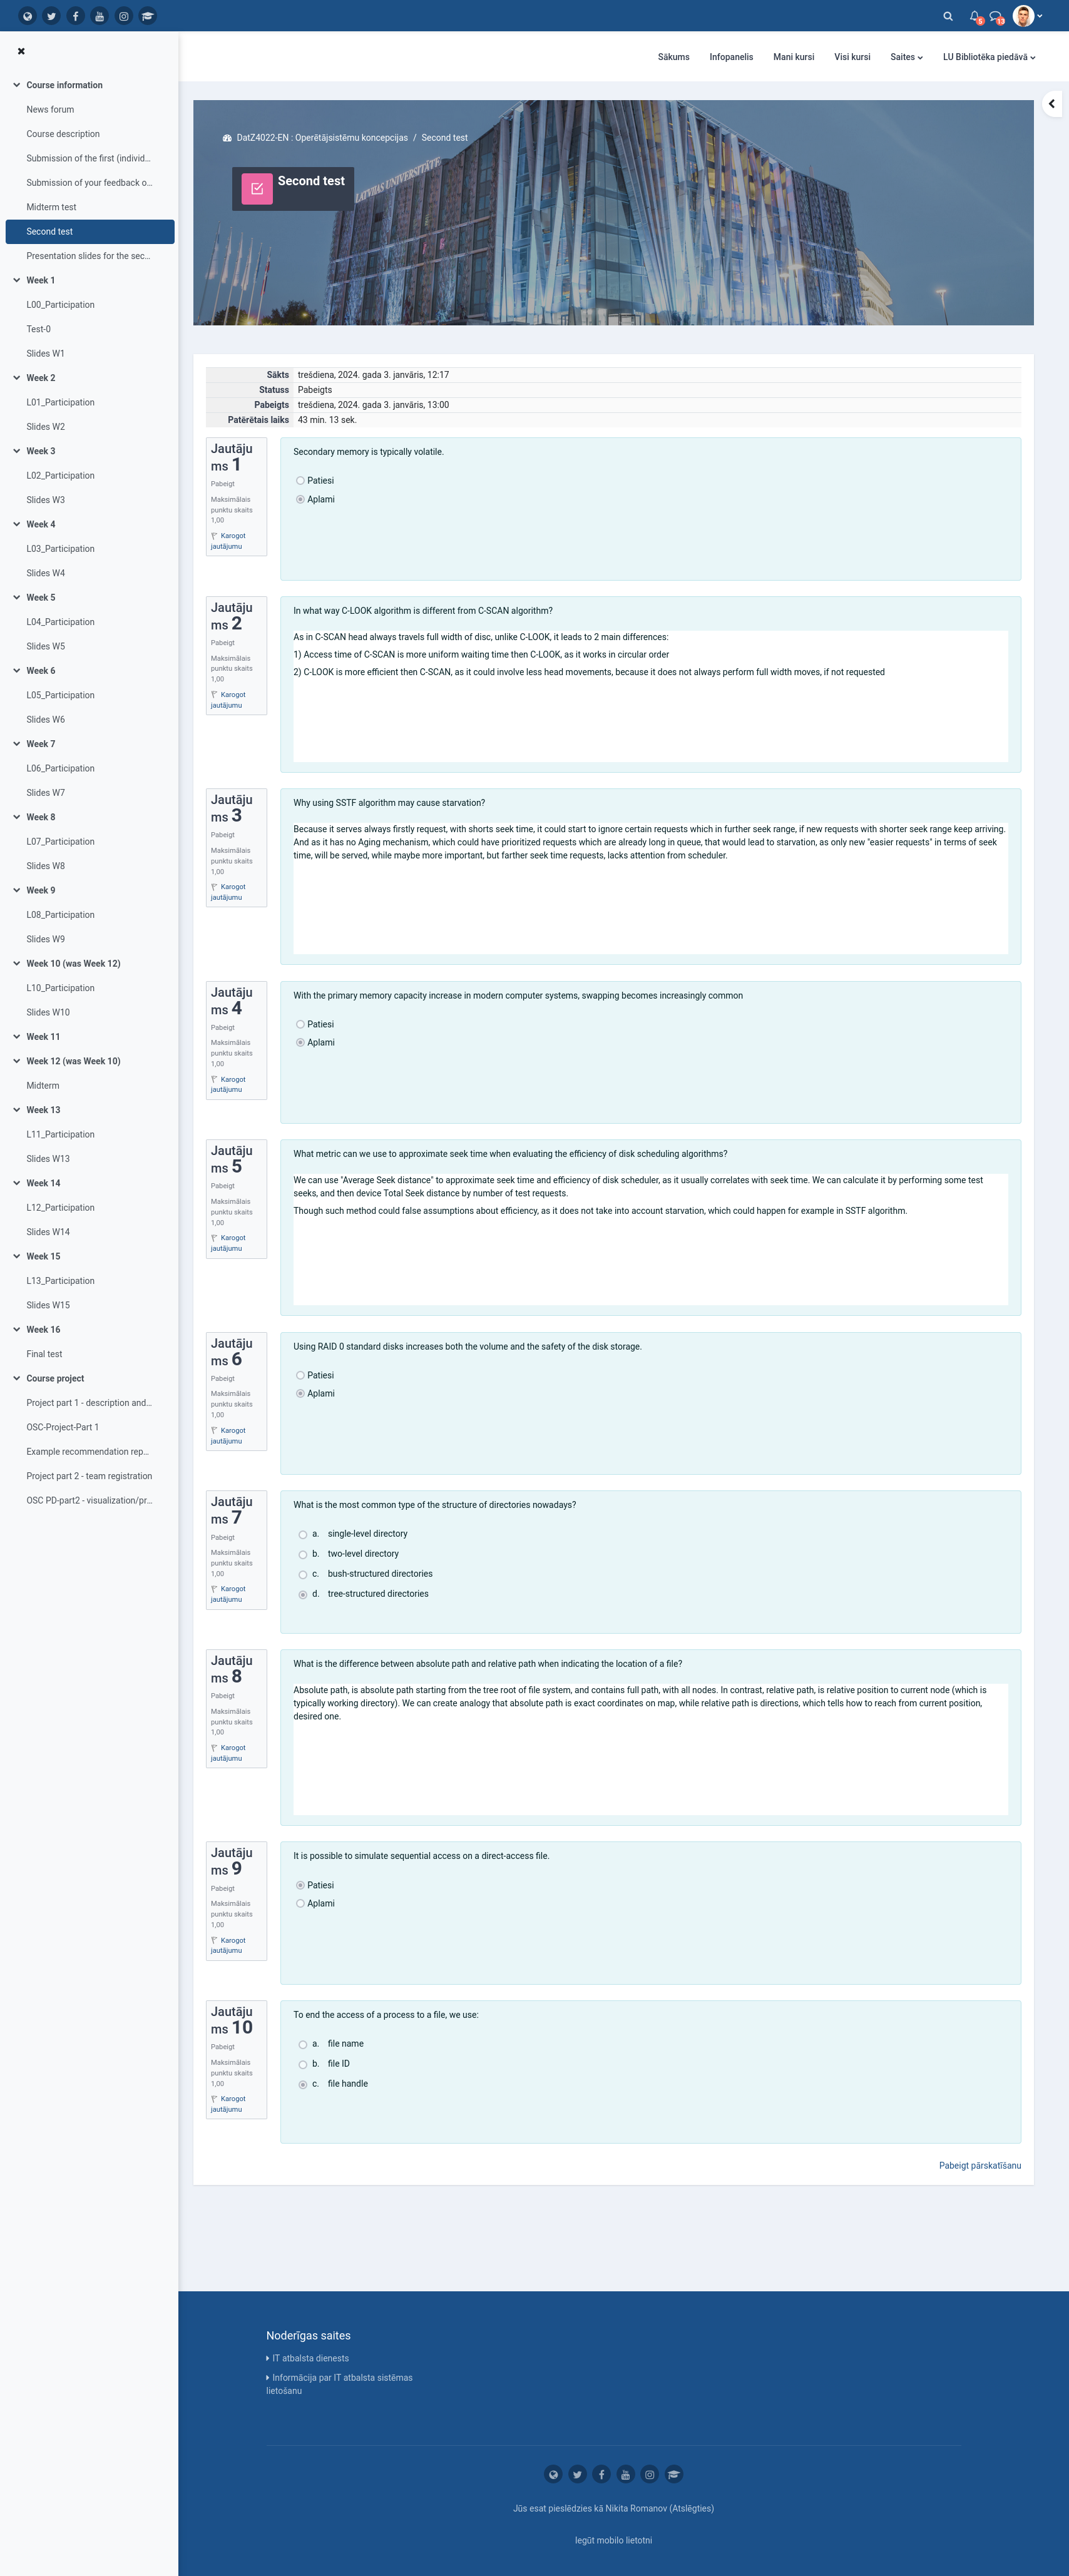 5
13
Sākums
Infopanelis
Mani kursi
Visi kursi
Saites
LU Bibliotēka piedāvā
Course information
News forum
Course description
Submission of the first (individ...
Submission of your feedback o...
Midterm test
Second test
Presentation slides for the sec...
Week 1
L00_Participation
Test-0
Slides W1
Week 2
L01_Participation
Slides W2
Week 3
L02_Participation
Slides W3
Week 4
L03_Participation
Slides W4
Week 5
L04_Participation
Slides W5
Week 6
L05_Participation
Slides W6
Week 7
L06_Participation
Slides W7
Week 8
L07_Participation
Slides W8
Week 9
L08_Participation
Slides W9
Week 10 (was Week 12)
L10_Participation
Slides W10
Week 11
Week 12 (was Week 10)
Midterm
Week 13
L11_Participation
Slides W13
Week 14
L12_Participation
Slides W14
Week 15
L13_Participation
Slides W15
Week 16
Final test
Course project
Project part 1 - description and...
OSC-Project-Part 1
Example recommendation rep...
Project part 2 - team registration
OSC PD-part2 - visualization/pr...
DatZ4022-EN : Operētājsistēmu koncepcijas / Second test
Second test
Sākts trešdiena, 2024. gada 3. janvāris, 12:17
Statuss Pabeigts
Pabeigts trešdiena, 2024. gada 3. janvāris, 13:00
Patērētais laiks 43 min. 13 sek.
Jautāju
ms 1
Pabeigt
Maksimālais
punktu skaits
1,00
Karogot
jautājumu
Secondary memory is typically volatile.
Patiesi
Aplami
Jautāju
ms 2
Pabeigt
Maksimālais
punktu skaits
1,00
Karogot
jautājumu
In what way C-LOOK algorithm is different from C-SCAN algorithm?
As in C-SCAN head always travels full width of disc, unlike C-LOOK, it leads to 2 main differences:
1) Access time of C-SCAN is more uniform waiting time then C-LOOK, as it works in circular order
2) C-LOOK is more efficient then C-SCAN, as it could involve less head movements, because it does not always perform full width moves, if not requested
Jautāju
ms 3
Pabeigt
Maksimālais
punktu skaits
1,00
Karogot
jautājumu
Why using SSTF algorithm may cause starvation?
Because it serves always firstly request, with shorts seek time, it could start to ignore certain requests which in further seek range, if new requests with shorter seek range keep arriving.
And as it has no Aging mechanism, which could have prioritized requests which are already long in queue, that would lead to starvation, as only new "easier requests" in terms of seek
time, will be served, while maybe more important, but farther seek time requests, lacks attention from scheduler.
Jautāju
ms 4
Pabeigt
Maksimālais
punktu skaits
1,00
Karogot
jautājumu
With the primary memory capacity increase in modern computer systems, swapping becomes increasingly common
Patiesi
Aplami
Jautāju
ms 5
Pabeigt
Maksimālais
punktu skaits
1,00
Karogot
jautājumu
What metric can we use to approximate seek time when evaluating the efficiency of disk scheduling algorithms?
We can use "Average Seek distance" to approximate seek time and efficiency of disk scheduler, as it usually correlates with seek time. We can calculate it by performing some test
seeks, and then device Total Seek distance by number of test requests.
Though such method could false assumptions about efficiency, as it does not take into account starvation, which could happen for example in SSTF algorithm.
Jautāju
ms 6
Pabeigt
Maksimālais
punktu skaits
1,00
Karogot
jautājumu
Using RAID 0 standard disks increases both the volume and the safety of the disk storage.
Patiesi
Aplami
Jautāju
ms 7
Pabeigt
Maksimālais
punktu skaits
1,00
Karogot
jautājumu
What is the most common type of the structure of directories nowadays?
a. single-level directory
b. two-level directory
c. bush-structured directories
d. tree-structured directories
Jautāju
ms 8
Pabeigt
Maksimālais
punktu skaits
1,00
Karogot
jautājumu
What is the difference between absolute path and relative path when indicating the location of a file?
Absolute path, is absolute path starting from the tree root of file system, and contains full path, with all nodes. In contrast, relative path, is relative position to current node (which is
typically working directory). We can create analogy that absolute path is exact coordinates on map, while relative path is directions, which tells how to reach from current position,
desired one.
Jautāju
ms 9
Pabeigt
Maksimālais
punktu skaits
1,00
Karogot
jautājumu
It is possible to simulate sequential access on a direct-access file.
Patiesi
Aplami
Jautāju
ms 10
Pabeigt
Maksimālais
punktu skaits
1,00
Karogot
jautājumu
To end the access of a process to a file, we use:
a. file name
b. file ID
c. file handle
Pabeigt pārskatīšanu
Noderīgas saites
IT atbalsta dienests
Informācija par IT atbalsta sistēmas
lietošanu
Jūs esat pieslēdzies kā Nikita Romanov (Atslēgties)
Iegūt mobilo lietotni